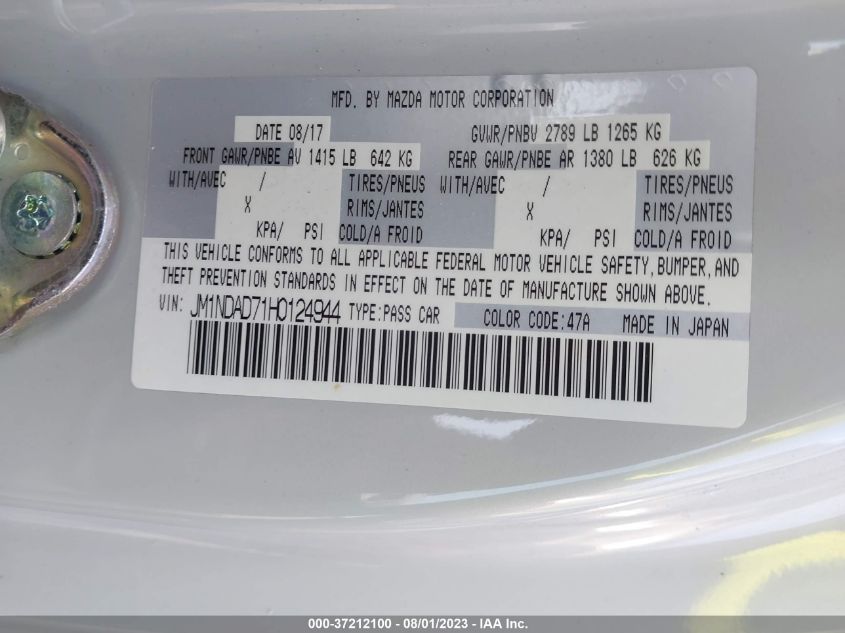 MFD. BY MAZDA MOTOR CORPORATION
DATE 08/17 GVWR/PNBV 2789 LB 1265 KG
FRONT GAWR/PNBE AV 1415 LB 642 KG REAR GAWR/PNBE AR 1380 LB 626 KG
WITH/AVEC / TIRES/PNEUS WITH/AVEC / TIRES/PNEUS
X RIMS/JANTES X RIMS/JANTES
KPA/ PSI COLD/A FROID KPA/ PSI COLD/A FROID
THIS VEHICLE CONFORMS TO ALL APPLICABLE FEDERAL MOTOR VEHICLE SAFETY, BUMPER, AND
THEFT PREVENTION STANDARDS IN EFFECT ON THE DATE OF MANUFACTURE SHOWN ABOVE.
VIN: JM1NDAD71H0124944 TYPE:PASS CAR COLOR CODE:47A MADE IN JAPAN
000-37212100 - 08/01/2023 - IAA Inc.